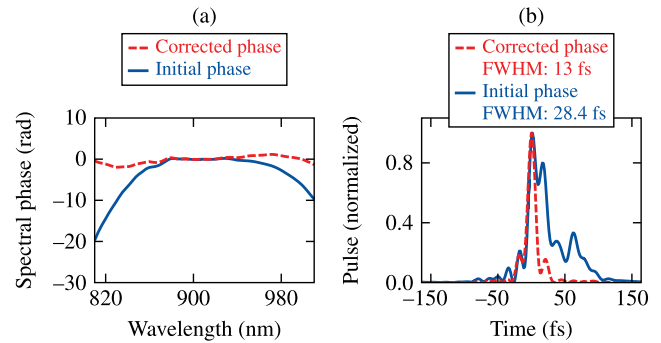 (a)
Corrected phase
Initial phase
10
0
−10
−20
−30
Spectral phase (rad)
820
900
980
Wavelength (nm)
(b)
Corrected phase
FWHM: 13 fs
Initial phase
FWHM: 28.4 fs
0.8
0.4
0.0
Pulse (normalized)
−150
−50
50
150
Time (fs)